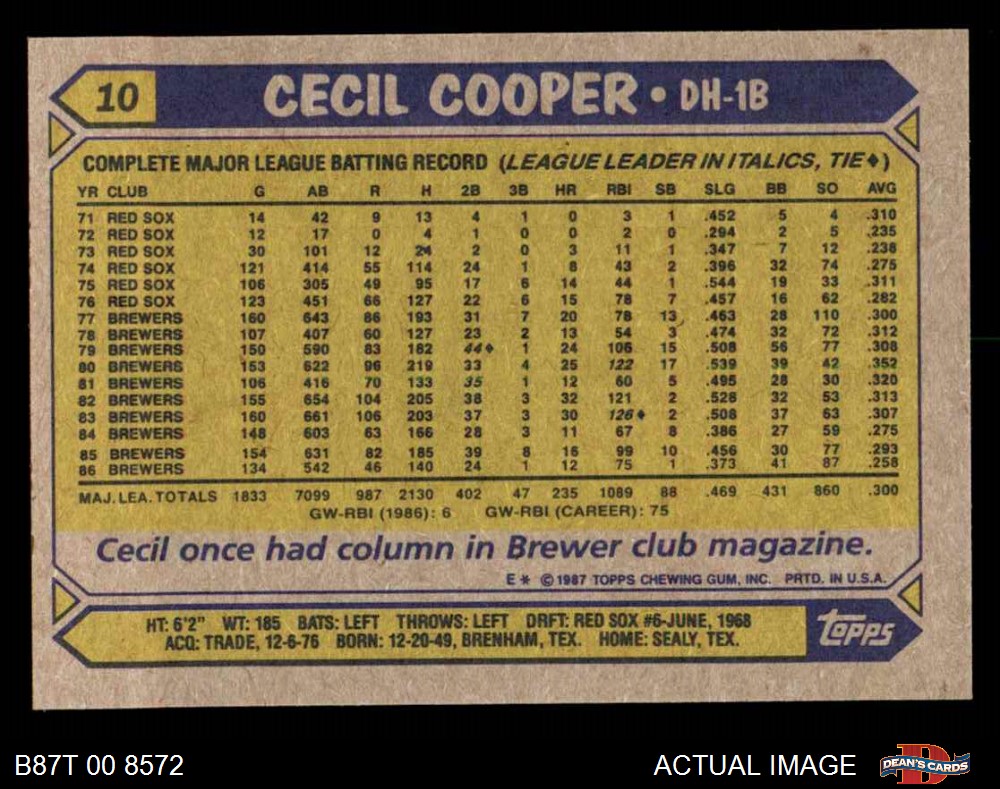 10 CECIL COOPER • DH-1B
COMPLETE MAJOR LEAGUE BATTING RECORD (LEAGUE LEADER IN ITALICS, TIE♦)
YR CLUB G AB R H 2B 3B HR RBI SB SLG BB SO AVG
71 RED SOX 14 42 9 13 4 1 0 3 1 .452 5 4 .310
72 RED SOX 12 17 0 4 1 0 0 2 0 .294 2 5 .235
73 RED SOX 30 101 12 24 2 0 3 11 1 .347 7 12 .238
74 RED SOX 121 414 55 114 24 1 8 43 2 .396 32 74 .275
75 RED SOX 106 305 49 95 17 6 14 44 1 .544 19 33 .311
76 RED SOX 123 451 66 127 22 6 15 78 7 .457 16 62 .282
77 BREWERS 160 643 86 193 31 7 20 78 13 .463 28 110 .300
78 BREWERS 107 407 60 127 23 2 13 54 3 .474 32 72 .312
79 BREWERS 150 590 83 182 44♦ 1 24 106 15 .508 56 77 .308
80 BREWERS 153 622 96 219 33 4 25 122 17 .539 39 42 .352
81 BREWERS 106 416 70 133 35 1 12 60 5 .495 28 30 .320
82 BREWERS 155 654 104 205 38 3 32 121 2 .528 32 53 .313
83 BREWERS 160 661 106 203 37 3 30 126♦ 2 .508 37 63 .307
84 BREWERS 148 603 63 166 28 3 11 67 8 .386 27 59 .275
85 BREWERS 154 631 82 185 39 8 16 99 10 .456 30 77 .293
86 BREWERS 134 542 46 140 24 1 12 75 1 .373 41 87 .258
MAJ. LEA. TOTALS 1833 7099 987 2130 402 47 235 1089 88 .469 431 860 .300
GW-RBI (1986): 6 GW-RBI (CAREER): 75
Cecil once had column in Brewer club magazine.
E* ©1987 TOPPS CHEWING GUM, INC. PRTD. IN U.S.A.
HT: 6'2" WT: 185 BATS: LEFT THROWS: LEFT DRFT: RED SOX #6-JUNE, 1968
ACQ: TRADE, 12-6-76 BORN: 12-20-49, BRENHAM, TEX. HOME: SEALY, TEX.
TOPPS
B87T 00 8572 ACTUAL IMAGE D DEAN'S CARDS